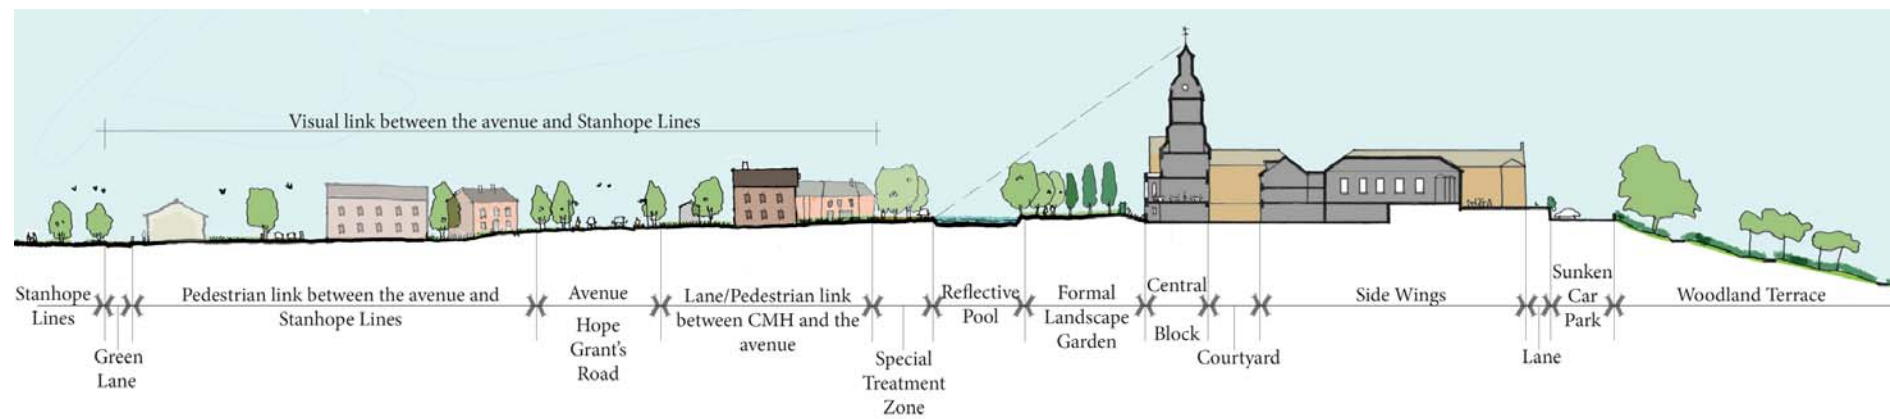 Visual link between the avenue and Stanhope Lines
Stanhope
Lines
Green
Lane
Pedestrian link between the avenue and
Stanhope Lines
Avenue
Hope
Grant's
Road
Lane/Pedestrian link
between CMH and the
avenue
Special
Treatment
Zone
Reflective
Pool
Formal
Landscape
Garden
Central
Block
Courtyard
Side Wings
Lane
Sunken
Car
Park
Woodland Terrace